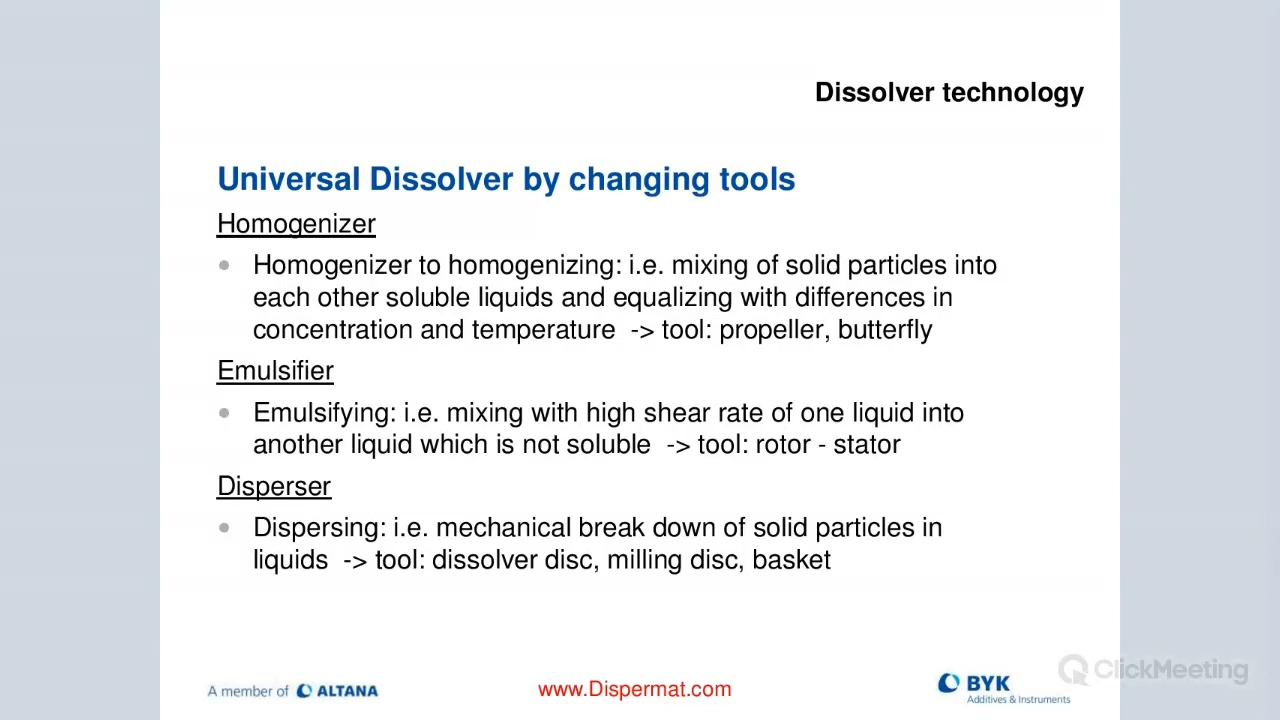 Dissolver technology
Universal Dissolver by changing tools
Homogenizer
Homogenizer to homogenizing: i.e. mixing of solid particles into
each other soluble liquids and equalizing with differences in
concentration and temperature -> tool: propeller, butterfly
Emulsifier
Emulsifying: i.e. mixing with high shear rate of one liquid into
another liquid which is not soluble -> tool: rotor - stator
Disperser
Dispersing: i.e. mechanical break down of solid particles in
liquids -> tool: dissolver disc, milling disc, basket
A member of ALTANA
www.Dispermat.com
BYK
Additives & Instruments
ClickMeeting